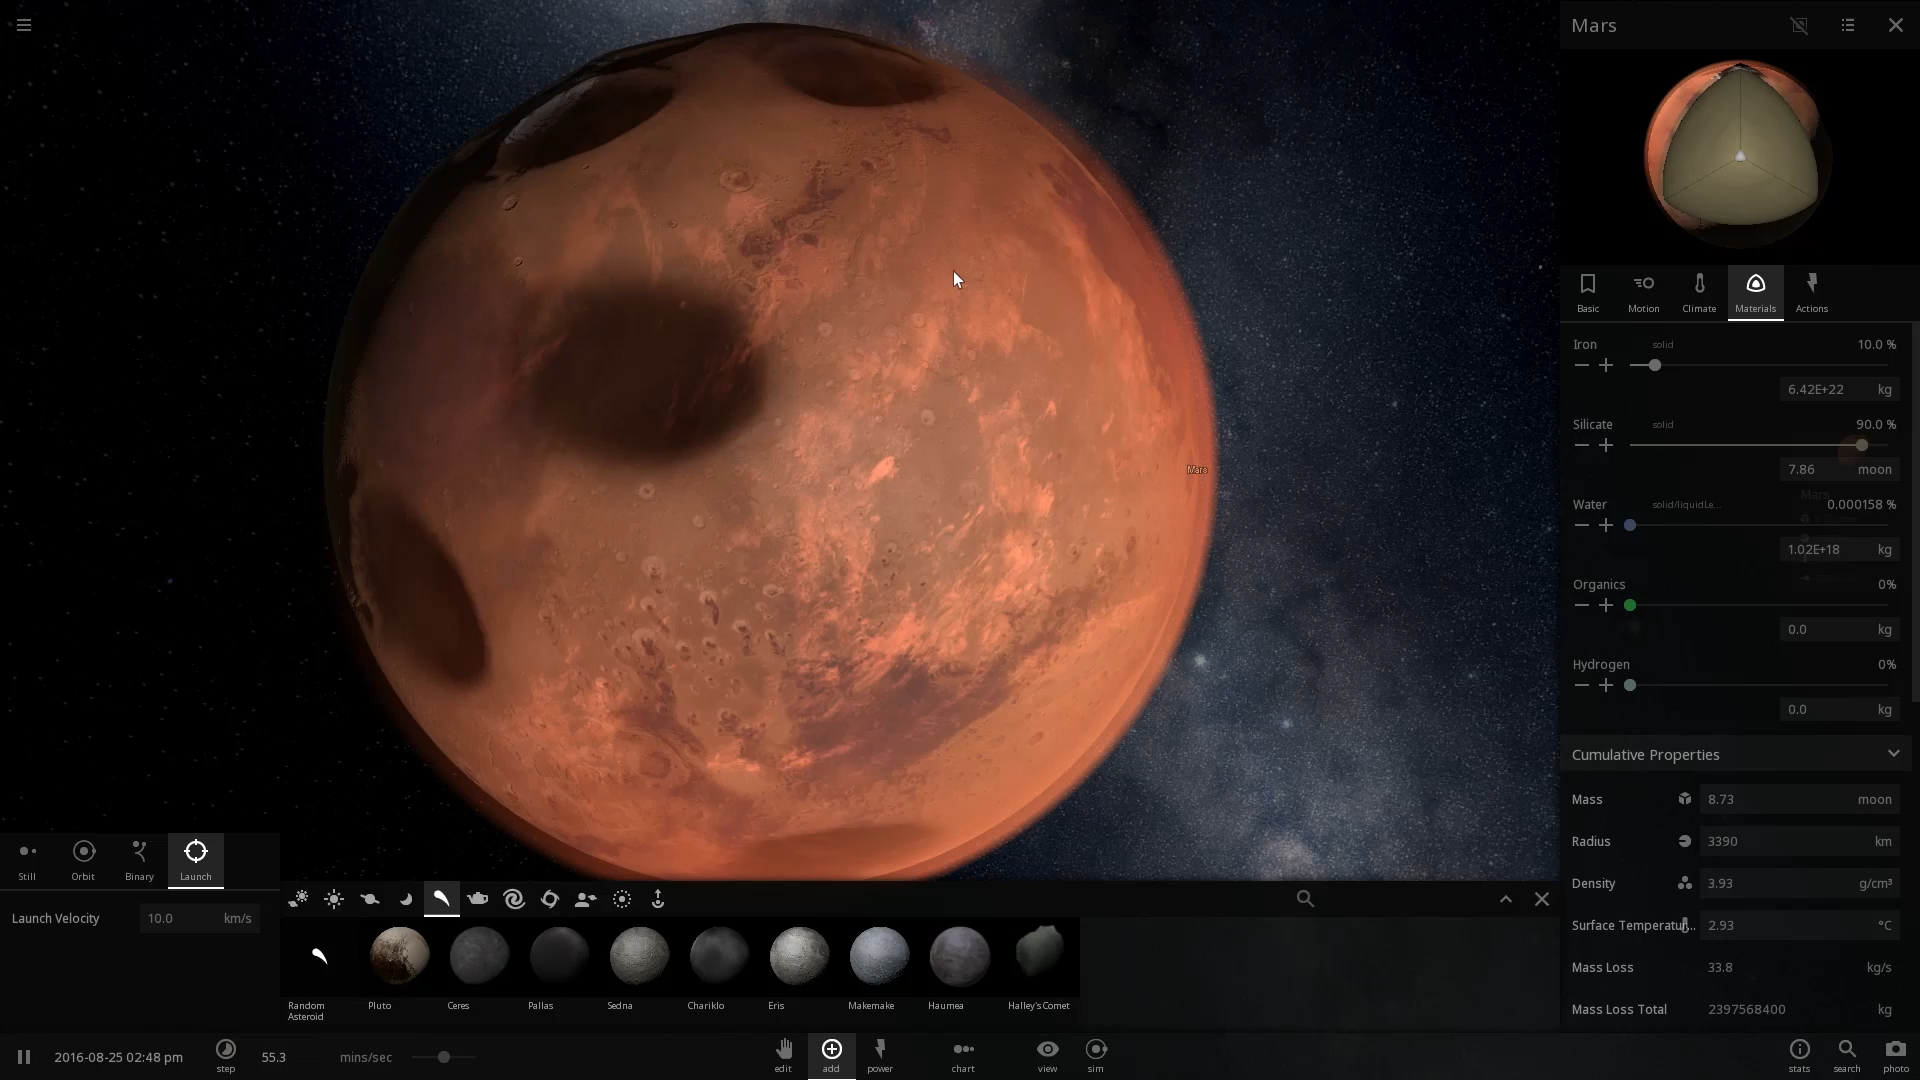 Mars
Basic
Motion
Climate
Materials
Actions
Iron solid 10.0 %
6.42E+22 kg
Silicate solid 90.0 %
7.86 moon
Mars
Water solid/liquidLe... 0.000158 %
1.02E+18 kg
Organics 0%
0.0 kg
Hydrogen 0%
0.0 kg
Cumulative Properties
Mass 8.73 moon
Radius 3390 km
Density 3.93 g/cm³
Surface Temperatur... 2.93 °C
Mass Loss 33.8 kg/s
Mass Loss Total 2397568400 kg
Mars
Still Orbit Binary Launch
Launch Velocity 10.0 km/s
Random
Asteroid
Pluto
Ceres
Pallas
Sedna
Chariklo
Eris
Makemake
Haumea
Halley's Comet
2016-08-25 02:48 pm
step
55.3 mins/sec
edit
add
power
chart
view
sim
stats
search
photo